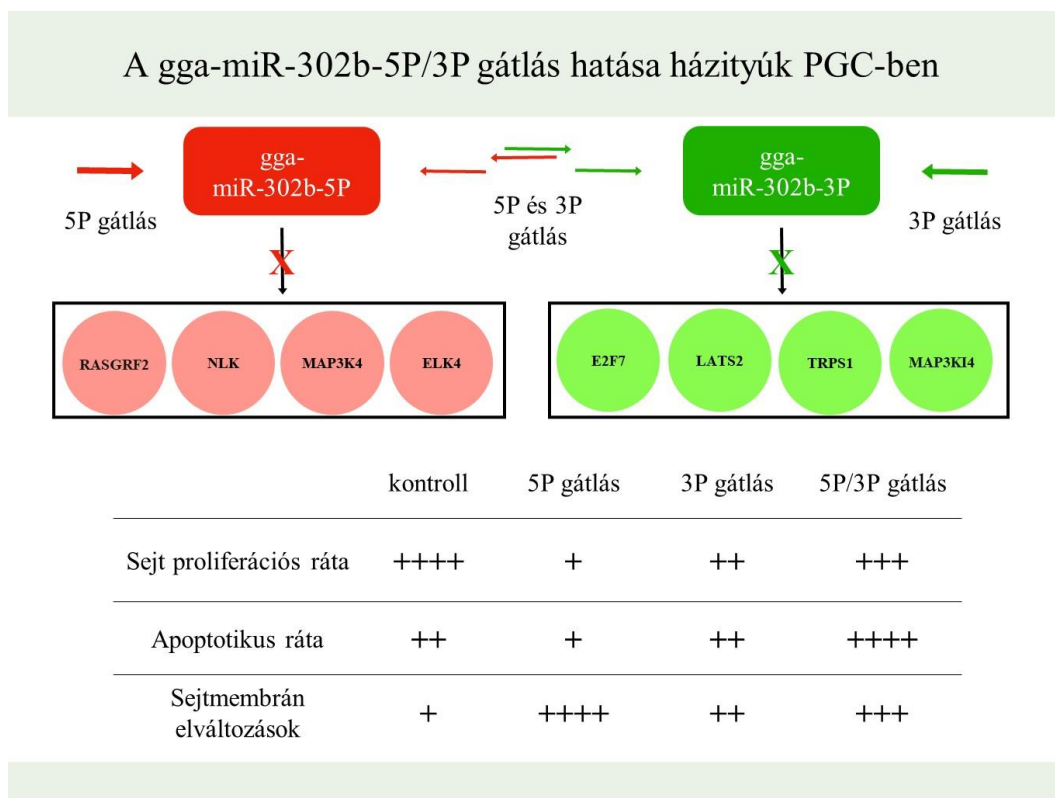 A gga-miR-302b-5P/3P gátlás hatása házityúk PGC-ben
gga-
miR-302b-5P
gga-
miR-302b-3P
5P gátlás
5P és 3P
gátlás
3P gátlás
X
X
RASGRF2 NLK MAP3K4 ELK4
E2F7 LATS2 TRPS1 MAP3KI4
kontroll 5P gátlás 3P gátlás 5P/3P gátlás
Sejt proliferációs ráta ++++ + ++ +++
Apoptotikus ráta ++ + ++ ++++
Sejtmembrán
elváltozások + ++++ ++ +++